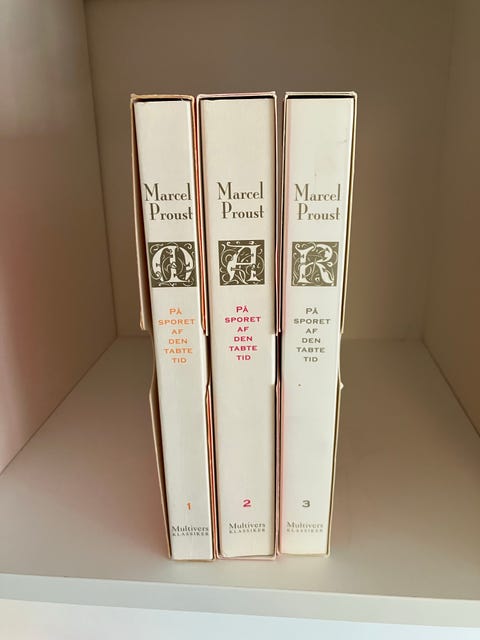 Marcel
Proust
M
PÅ
SPORET
AF
DEN
TABTE
TID
1
Multivers
KLASSIKER
Marcel
Proust
A
PÅ
SPORET
AF
DEN
TABTE
TID
2
Multivers
KLASSIKER
Marcel
Proust
R
PÅ
SPORET
AF
DEN
TABTE
TID
3
Multivers
KLASSIKER